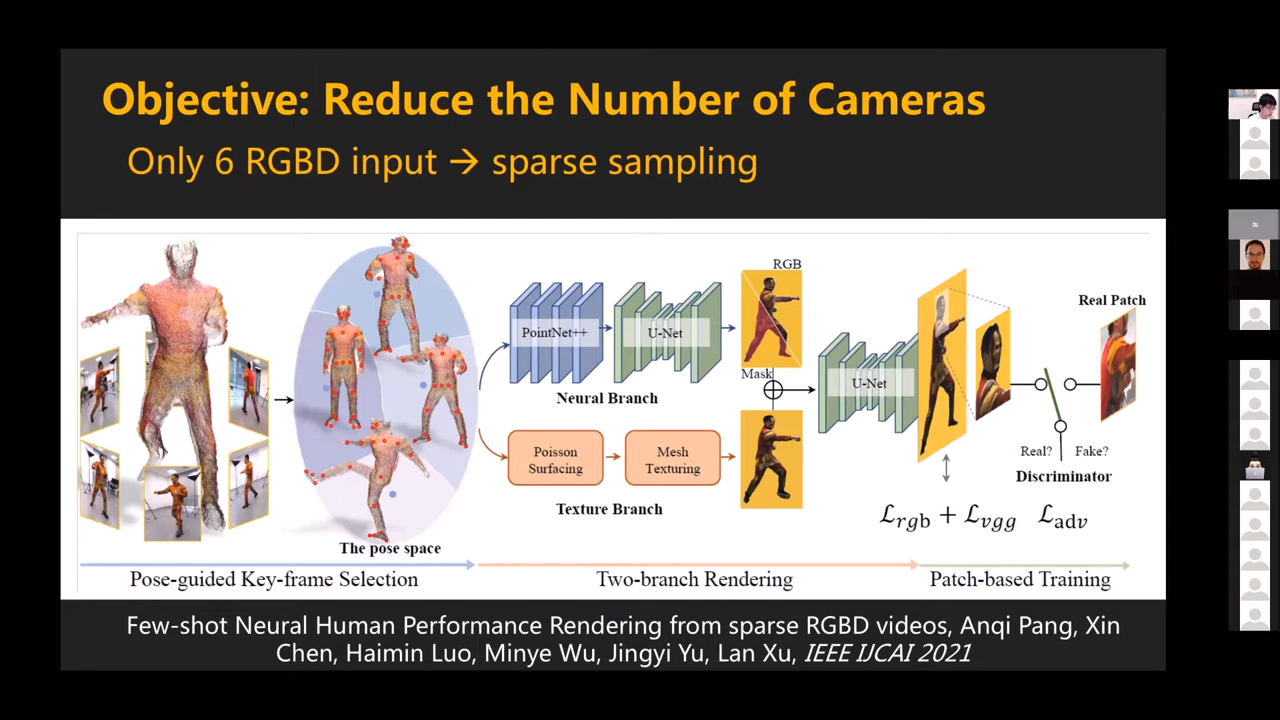 Objective: Reduce the Number of Cameras
Only 6 RGBD input → sparse sampling
The pose space
Pose-guided Key-frame Selection
PointNet++
U-Net
Neural Branch
Poisson
Surfacing
Mesh
Texturing
Texture Branch
RGB
Mask
U-Net
Two-branch Rendering
Real Patch
Real?
Fake?
Discriminator
ℒrgb + ℒvgg ℒadv
Patch-based Training
Few-shot Neural Human Performance Rendering from sparse RGBD videos, Anqi Pang, Xin
Chen, Haimin Luo, Minye Wu, Jingyi Yu, Lan Xu, IEEE IJCAI 2021